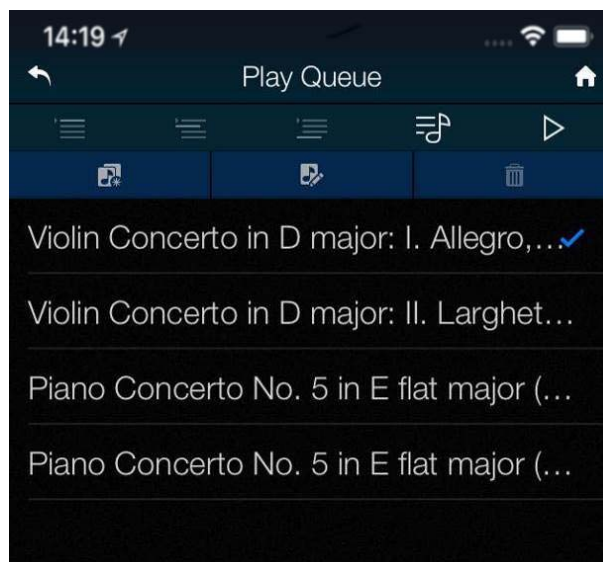 14:19
Play Queue
Violin Concerto in D major: I. Allegro,...
Violin Concerto in D major: II. Larghet...
Piano Concerto No. 5 in E flat major (...
Piano Concerto No. 5 in E flat major (...